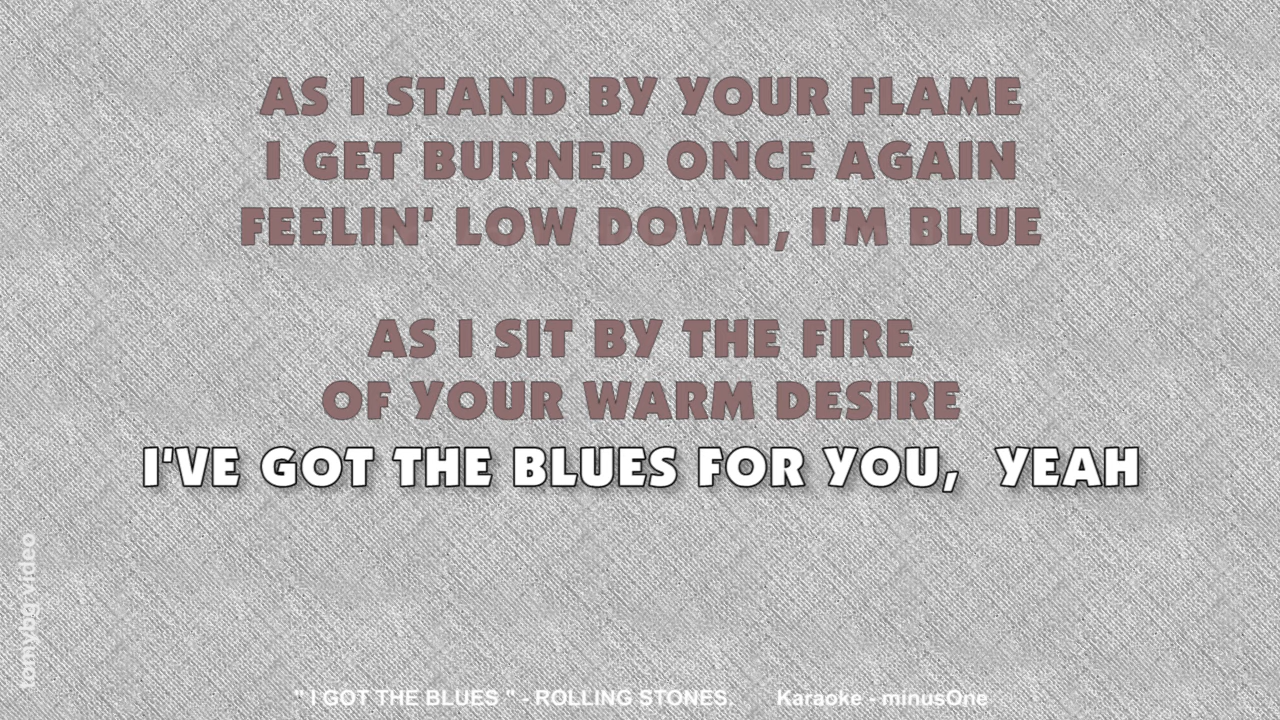 AS I STAND BY YOUR FLAME
I GET BURNED ONCE AGAIN
FEELIN' LOW DOWN, I'M BLUE
AS I SIT BY THE FIRE
OF YOUR WARM DESIRE
I'VE GOT THE BLUES FOR YOU,  YEAH
tamybg video
" I GOT THE BLUES " - ROLLING STONES.      Karaoke - minusOne